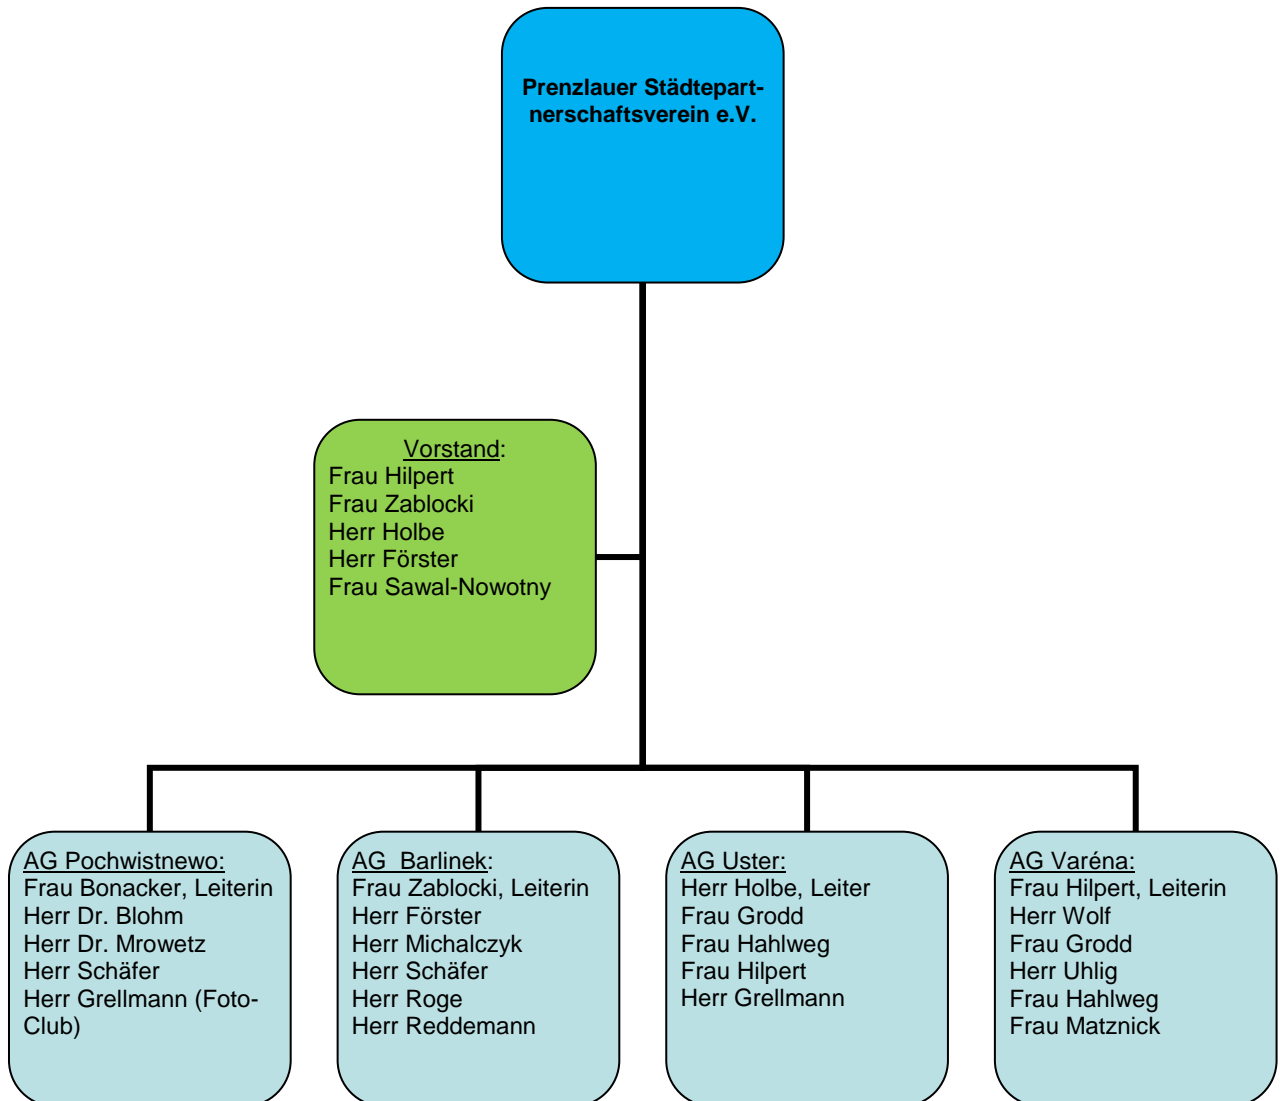 Prenzlauer Städtepart-
nerschaftsverein e.V.
Vorstand:
Frau Hilpert
Frau Zablocki
Herr Holbe
Herr Förster
Frau Sawal-Nowotny
AG Pochwistnewo:
Frau Bonacker, Leiterin
Herr Dr. Blohm
Herr Dr. Mrowetz
Herr Schäfer
Herr Grellmann (Foto-
Club)
AG  Barlinek:
Frau Zablocki, Leiterin
Herr Förster
Herr Michalczyk
Herr Schäfer
Herr Roge
Herr Reddemann
AG Uster:
Herr Holbe, Leiter
Frau Grodd
Frau Hahlweg
Frau Hilpert
Herr Grellmann
AG Varéna:
Frau Hilpert, Leiterin
Herr Wolf
Frau Grodd
Herr Uhlig
Frau Hahlweg
Frau Matznick